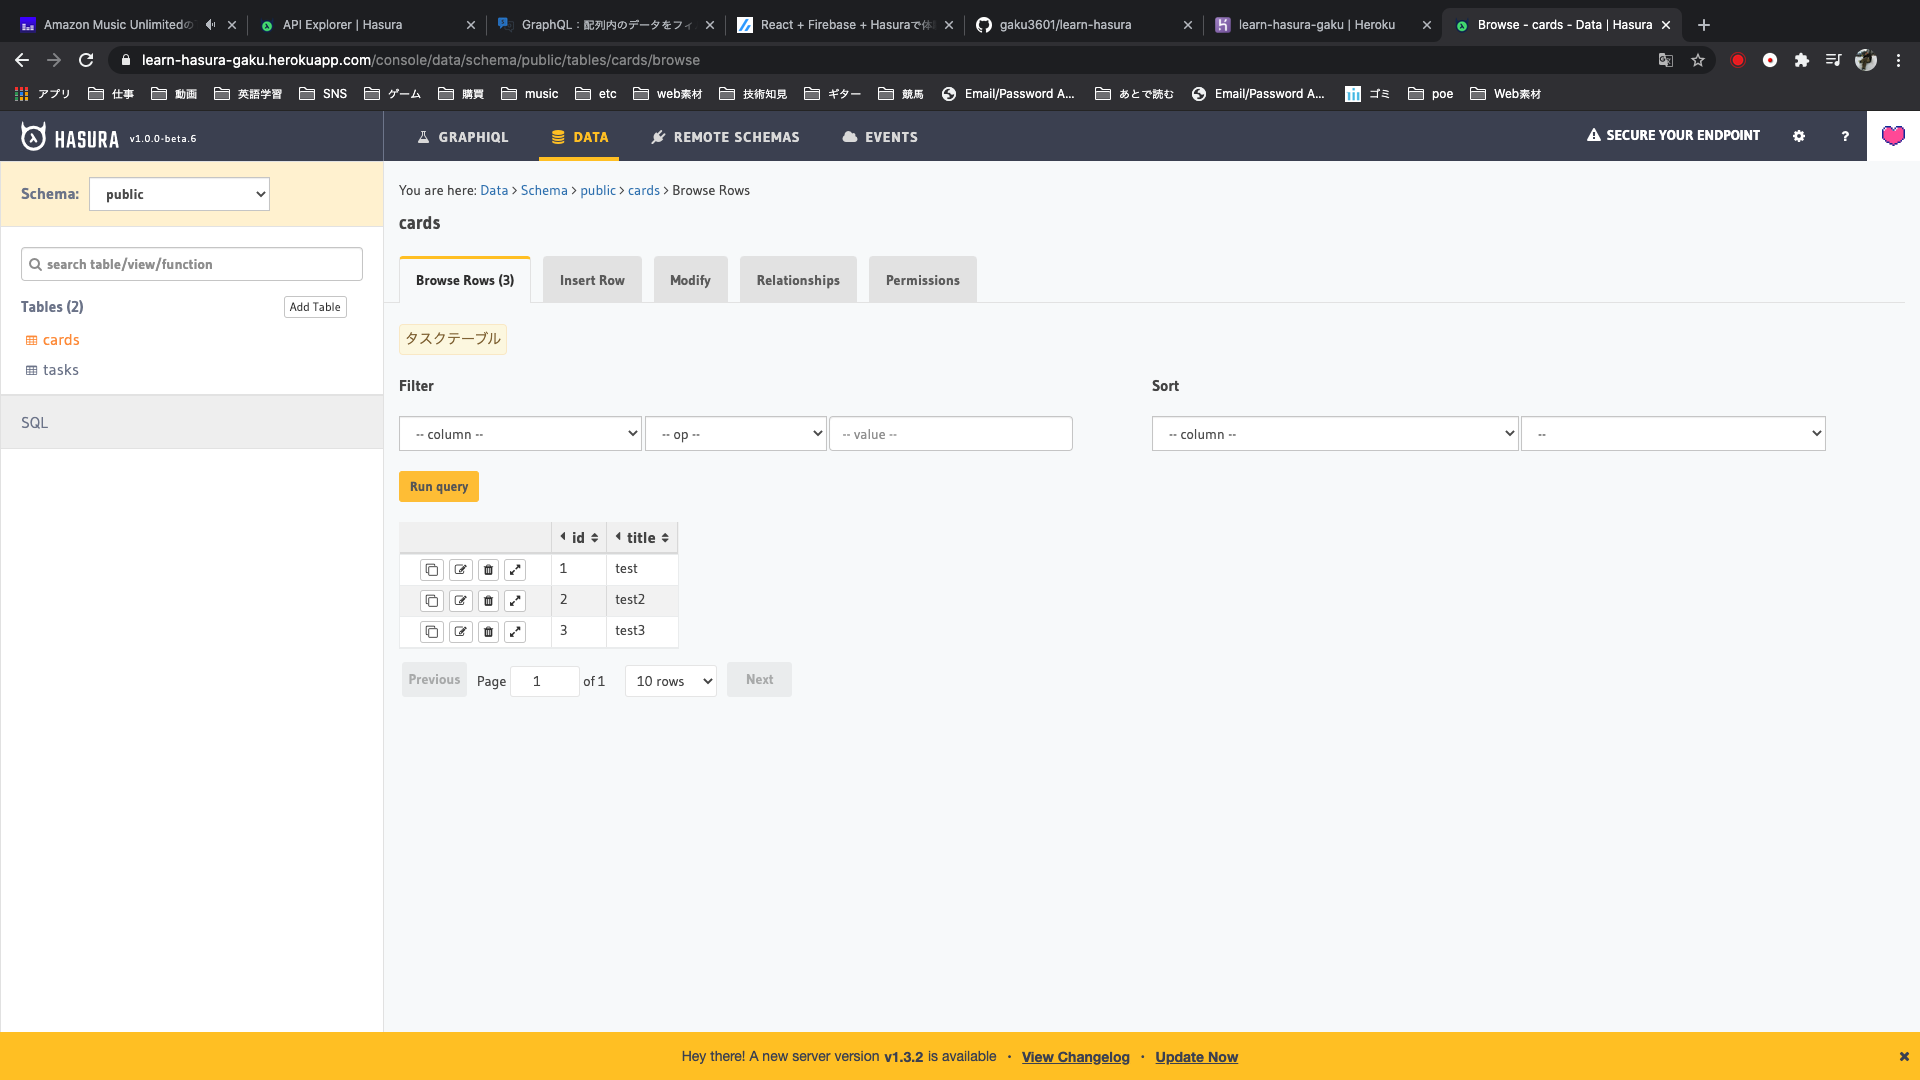 Amazon Music Unlimitedの
API Explorer | Hasura
GraphQL：配列内のデータをフィ
React + Firebase + Hasuraで体
gaku3601/learn-hasura
learn-hasura-gaku | Heroku
Browse - cards - Data | Hasura
learn-hasura-gaku.herokuapp.com/console/data/schema/public/tables/cards/browse
アプリ 仕事 動画 英語学習 SNS ゲーム 購買 music etc web素材 技術知見 ギター 競馬 Email/Password A... あとで読む Email/Password A... ゴミ poe Web素材
HASURA v1.0.0-beta.6
GRAPHIQL DATA REMOTE SCHEMAS EVENTS
SECURE YOUR ENDPOINT ?
Schema: public
search table/view/function
Tables (2) Add Table
cards
tasks
SQL
You are here: Data > Schema > public > cards > Browse Rows
cards
Browse Rows (3) Insert Row Modify Relationships Permissions
タスクテーブル
Filter Sort
-- column -- -- op -- -- value -- -- column -- --
Run query
id title
1 test
2 test2
3 test3
Previous Page 1 of 1 10 rows Next
Hey there! A new server version v1.3.2 is available · View Changelog · Update Now